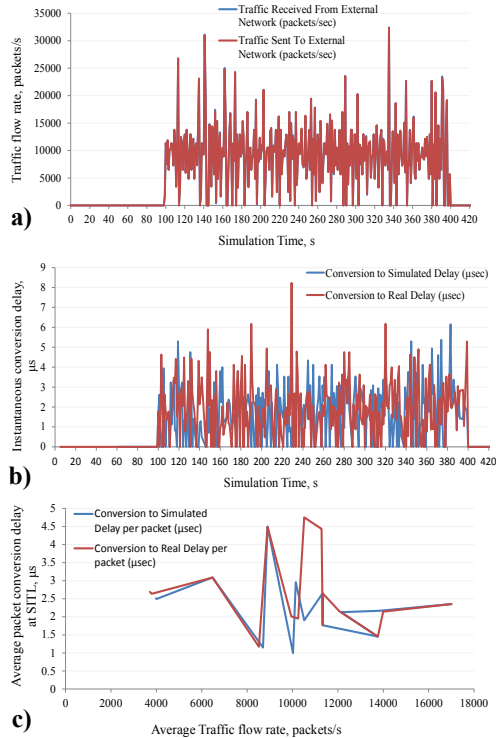 Traffic Received From External
Network (packets/sec)
Traffic Sent To External
Network (packets/sec)
Traffic flow rate, packets/s
35000
30000
25000
20000
15000
10000
5000
0
0 20 40 60 80 100 120 140 160 180 200 220 240 260 280 300 320 340 360 380 400 420
Simulation Time, s
a)
Conversion to Simulated Delay (μsec)
Conversion to Real Delay (μsec)
Instantaneous conversion delay,
μs
9
8
7
6
5
4
3
2
1
0
0 20 40 60 80 100 120 140 160 180 200 220 240 260 280 300 320 340 360 380 400 420
Simulation Time, s
b)
Conversion to Simulated
Delay per packet (μsec)
Conversion to Real Delay per
packet (μsec)
Average packet conversion delay
at SITL, μs
5
4.5
4
3.5
3
2.5
2
1.5
1
0.5
0
2000 4000 6000 8000 10000 12000 14000 16000 18000
Average Traffic flow rate, packets/s
c)